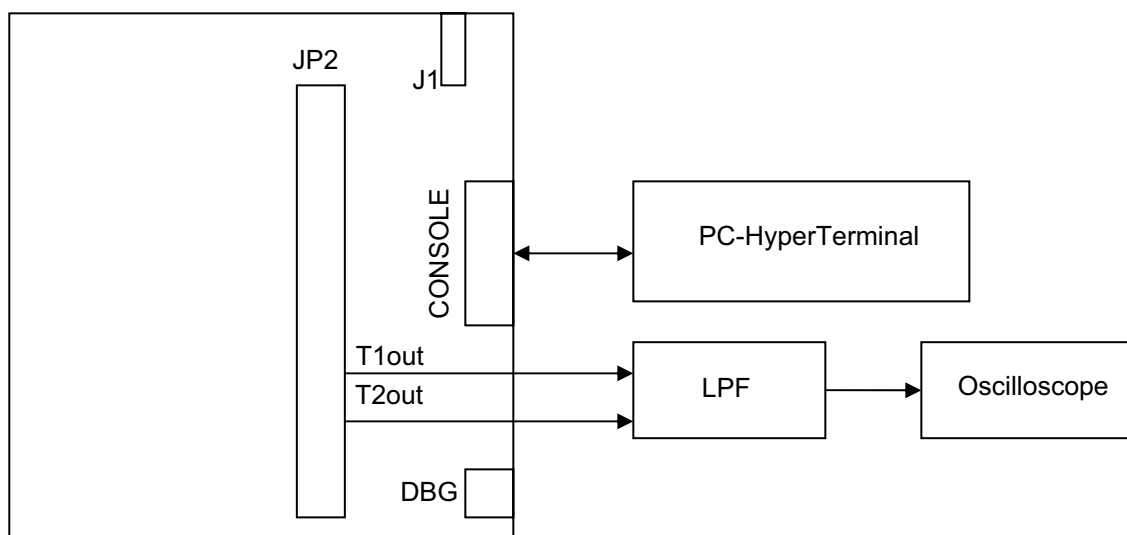 JP2
J1
CONSOLE
PC-HyperTerminal
T1out
T2out
LPF
Oscilloscope
DBG